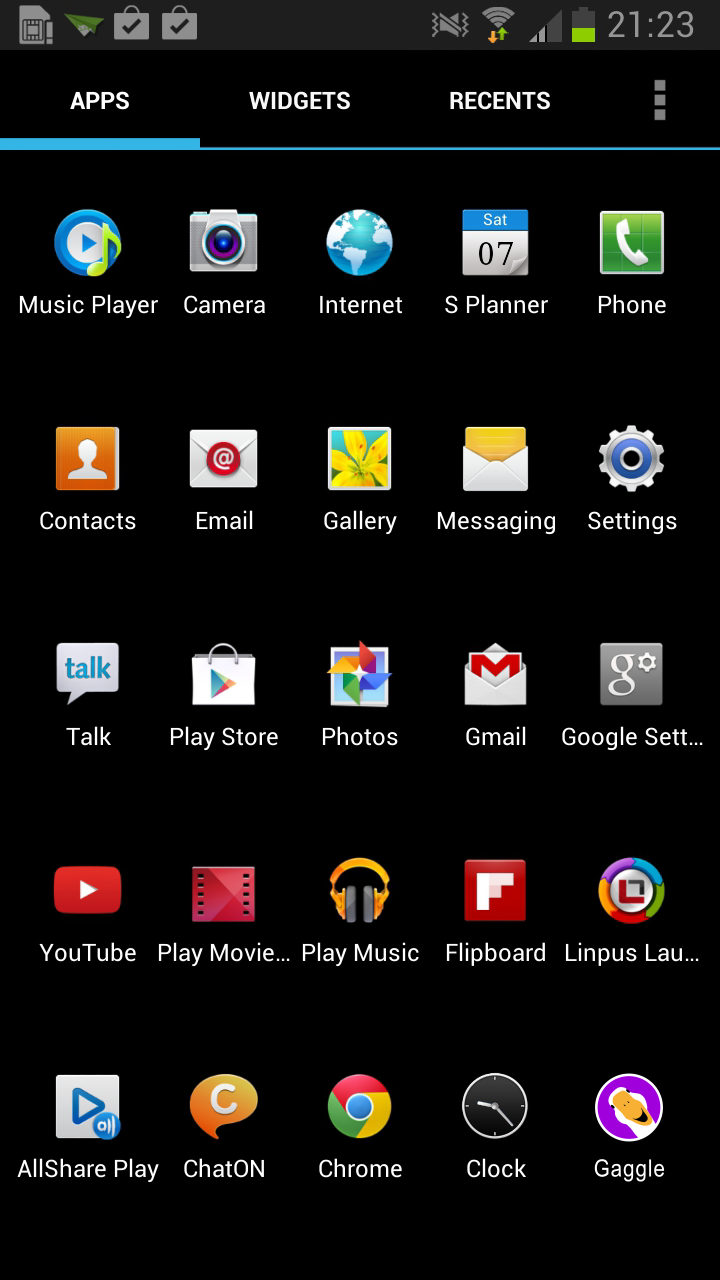 21:23
APPS WIDGETS RECENTS
Sat
07
Music Player Camera Internet S Planner Phone
@
Contacts Email Gallery Messaging Settings
talk
g
Talk Play Store Photos Gmail Google Sett...
YouTube Play Movie... Play Music Flipboard Linpus Lau...
C
AllShare Play ChatON Chrome Clock Gaggle